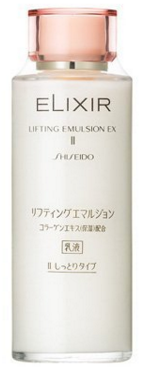 ELIXIR
LIFTING EMULSION EX
II
SHISEIDO
リフティングエマルジョン
コラーゲンエキス(保湿)配合
乳液
II しっとりタイプ